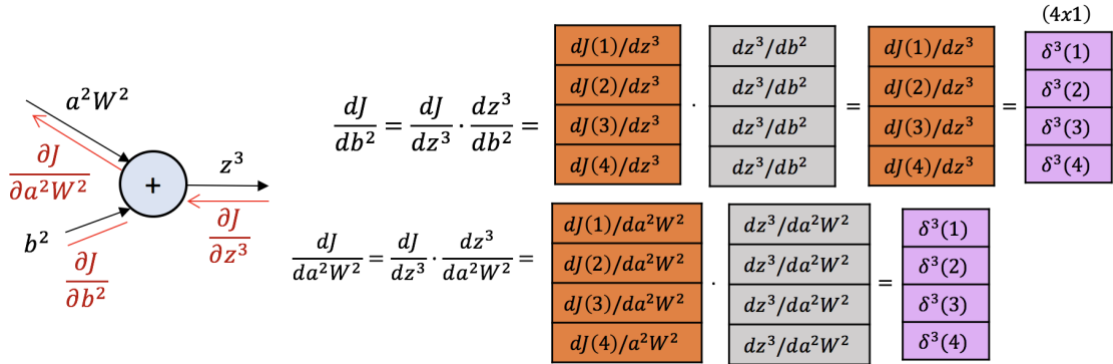 (4x1)
a²W²
∂J/∂a²W²
+
z³
∂J/∂z³
b²
∂J/∂b²
dJ/db² = dJ/dz³ · dz³/db² =
dJ(1)/dz³
dJ(2)/dz³
dJ(3)/dz³
dJ(4)/dz³
·
dz³/db²
dz³/db²
dz³/db²
dz³/db²
=
dJ(1)/dz³
dJ(2)/dz³
dJ(3)/dz³
dJ(4)/dz³
=
δ³(1)
δ³(2)
δ³(3)
δ³(4)
dJ/da²W² = dJ/dz³ · dz³/da²W² =
dJ(1)/da²W²
dJ(2)/da²W²
dJ(3)/da²W²
dJ(4)/a²W²
·
dz³/da²W²
dz³/da²W²
dz³/da²W²
dz³/da²W²
=
δ³(1)
δ³(2)
δ³(3)
δ³(4)